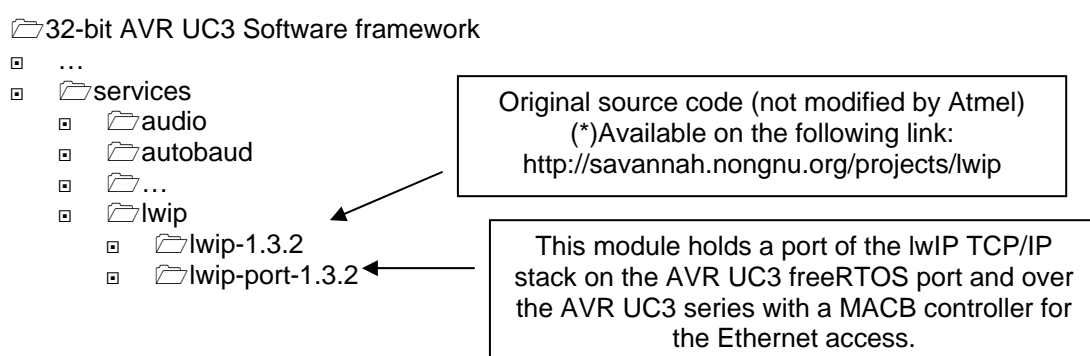 32-bit AVR UC3 Software framework
…
services
audio
autobaud
…
lwip
lwip-1.3.2
lwip-port-1.3.2
Original source code (not modified by Atmel)
(*)Available on the following link:
http://savannah.nongnu.org/projects/lwip
This module holds a port of the lwIP TCP/IP
stack on the AVR UC3 freeRTOS port and over
the AVR UC3 series with a MACB controller for
the Ethernet access.